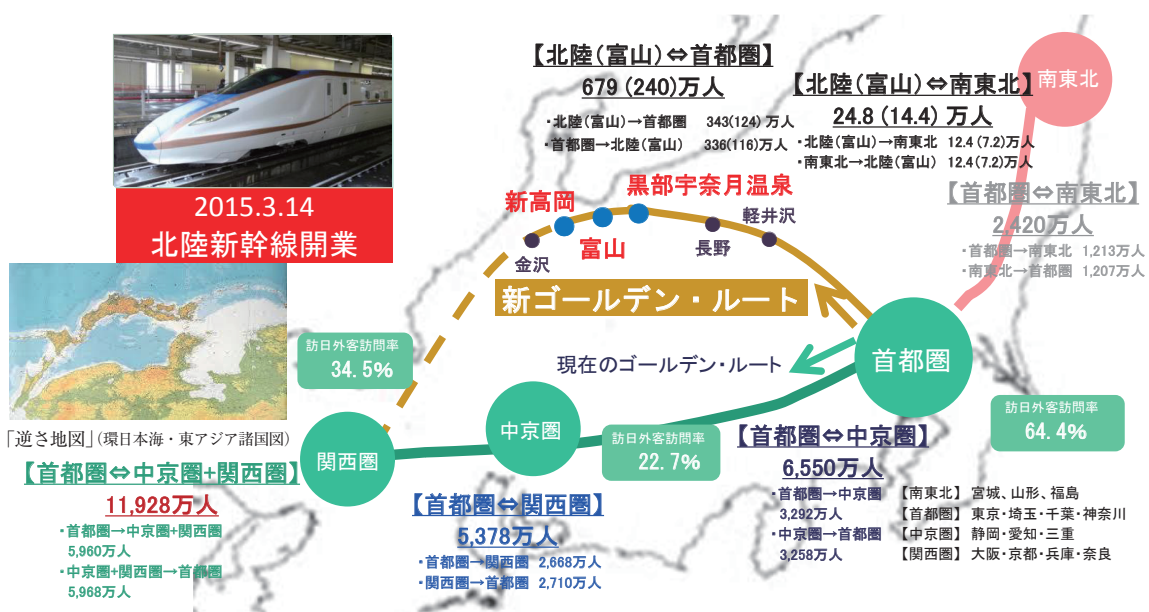 2015.3.14
北陸新幹線開業
「逆さ地図」(環日本海・東アジア諸国図)
【北陸(富山)⇔首都圏】
679 (240)万人
・北陸(富山)→首都圏 343(124) 万人
・首都圏→北陸(富山) 336(116)万人
【北陸(富山)⇔南東北】
24.8 (14.4) 万人
・北陸(富山)→南東北 12.4 (7.2)万人
・南東北→北陸(富山) 12.4(7.2)万人
南東北
【首都圏⇔南東北】
2,420万人
・首都圏→南東北 1,213万人
・南東北→首都圏 1,207万人
新高岡
黒部宇奈月温泉
富山
金沢
長野
軽井沢
新ゴールデン・ルート
現在のゴールデン・ルート
首都圏
中京圏
関西圏
訪日外客訪問率
34.5%
訪日外客訪問率
22.7%
訪日外客訪問率
64.4%
【首都圏⇔中京圏+関西圏】
11,928万人
・首都圏→中京圏+関西圏
5,960万人
・中京圏+関西圏→首都圏
5,968万人
【首都圏⇔関西圏】
5,378万人
・首都圏→関西圏 2,668万人
・関西圏→首都圏 2,710万人
【首都圏⇔中京圏】
6,550万人
・首都圏→中京圏
3,292万人
・中京圏→首都圏
3,258万人
【南東北】 宮城、山形、福島
【首都圏】 東京・埼玉・千葉・神奈川
【中京圏】 静岡・愛知・三重
【関西圏】 大阪・京都・兵庫・奈良